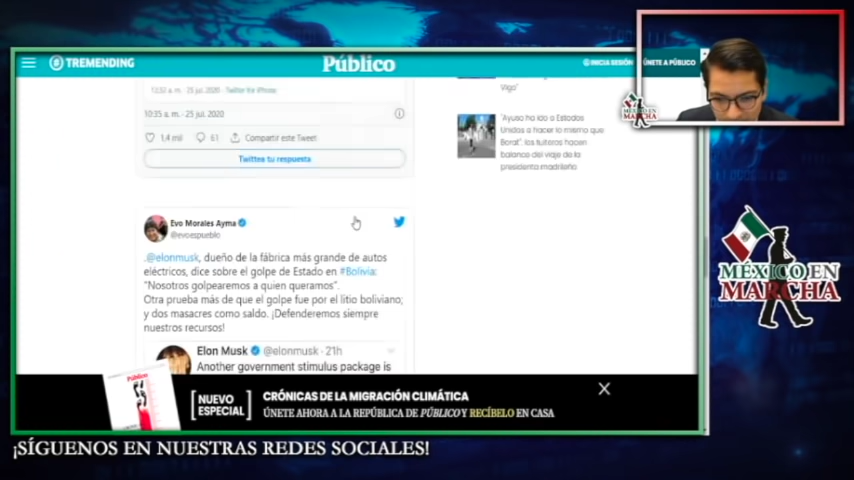 TREMENDING
Público
INICIA SESIÓN
ÚNETE A PÚBLICO
13:32 a. m. · 25 jul. 2020 · Twitter for iPhone
10:35 a. m. · 25 jul. 2020
1,4 mil
61
Compartir este Tweet
Twittea tu respuesta
Vigo"
"Ayuso ha ido a Estados
Unidos a hacer lo mismo que
Borat": los tuiteros hacen
balance del viaje de la
presidenta madrileña
MÉXICO EN
MARCHA
Evo Morales Ayma
@evoespueblo
.@elonmusk, dueño de la fábrica más grande de autos
eléctricos, dice sobre el golpe de Estado en #Bolivia:
"Nosotros golpearemos a quien queramos".
Otra prueba más de que el golpe fue por el litio boliviano;
y dos masacres como saldo. ¡Defenderemos siempre
nuestros recursos!
Elon Musk @elonmusk · 21h
Another government stimulus package is
MÉXICO EN
MARCHA
Público
[NUEVO
ESPECIAL]
CRÓNICAS DE LA MIGRACIÓN CLIMÁTICA
ÚNETE AHORA A LA REPÚBLICA DE PÚBLICO Y RECÍBELO EN CASA
¡SÍGUENOS EN NUESTRAS REDES SOCIALES!